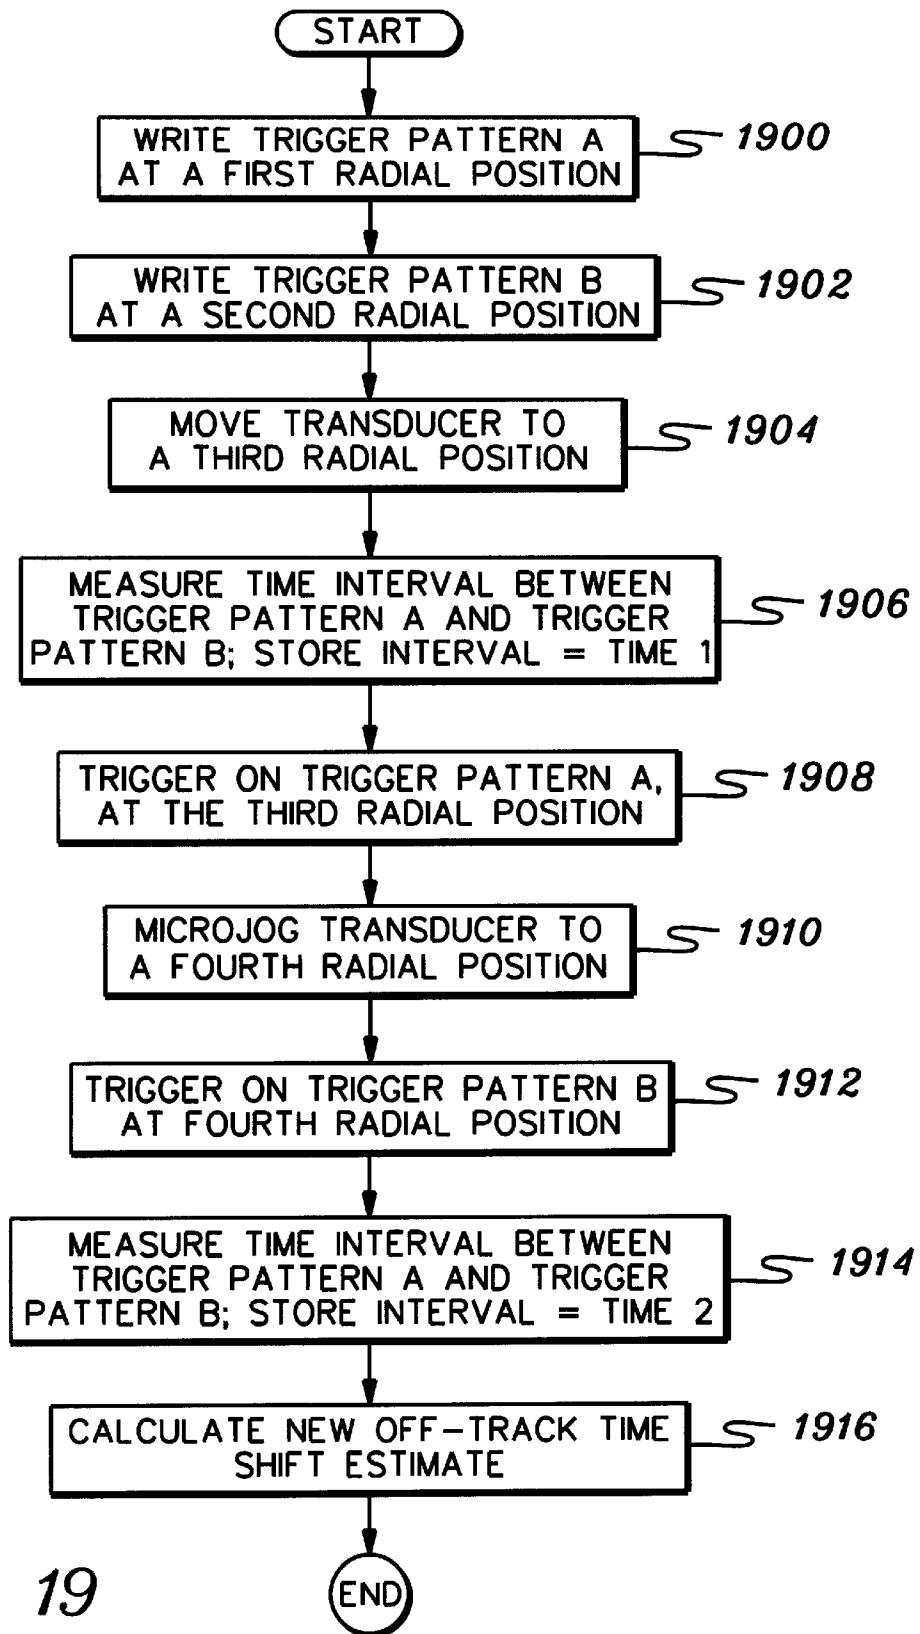 START
WRITE TRIGGER PATTERN A
AT A FIRST RADIAL POSITION
1900
WRITE TRIGGER PATTERN B
AT A SECOND RADIAL POSITION
1902
MOVE TRANSDUCER TO
A THIRD RADIAL POSITION
1904
MEASURE TIME INTERVAL BETWEEN
TRIGGER PATTERN A AND TRIGGER
PATTERN B; STORE INTERVAL = TIME 1
1906
TRIGGER ON TRIGGER PATTERN A,
AT THE THIRD RADIAL POSITION
1908
MICROJOG TRANSDUCER TO
A FOURTH RADIAL POSITION
1910
TRIGGER ON TRIGGER PATTERN B
AT FOURTH RADIAL POSITION
1912
MEASURE TIME INTERVAL BETWEEN
TRIGGER PATTERN A AND TRIGGER
PATTERN B; STORE INTERVAL = TIME 2
1914
CALCULATE NEW OFF-TRACK TIME
SHIFT ESTIMATE
1916
END
19